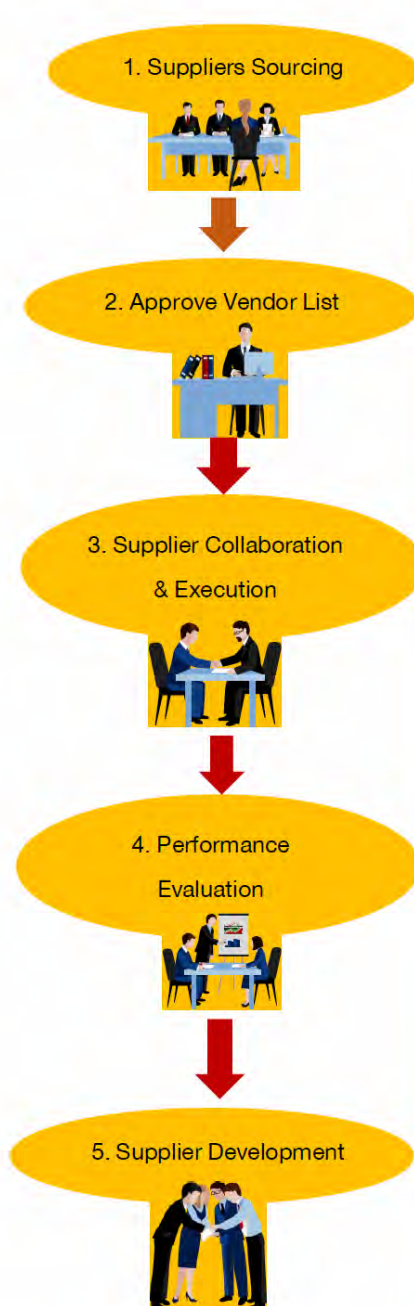 1. Suppliers Sourcing
2. Approve Vendor List
3. Supplier Collaboration
& Execution
4. Performance
Evaluation
5. Supplier Development